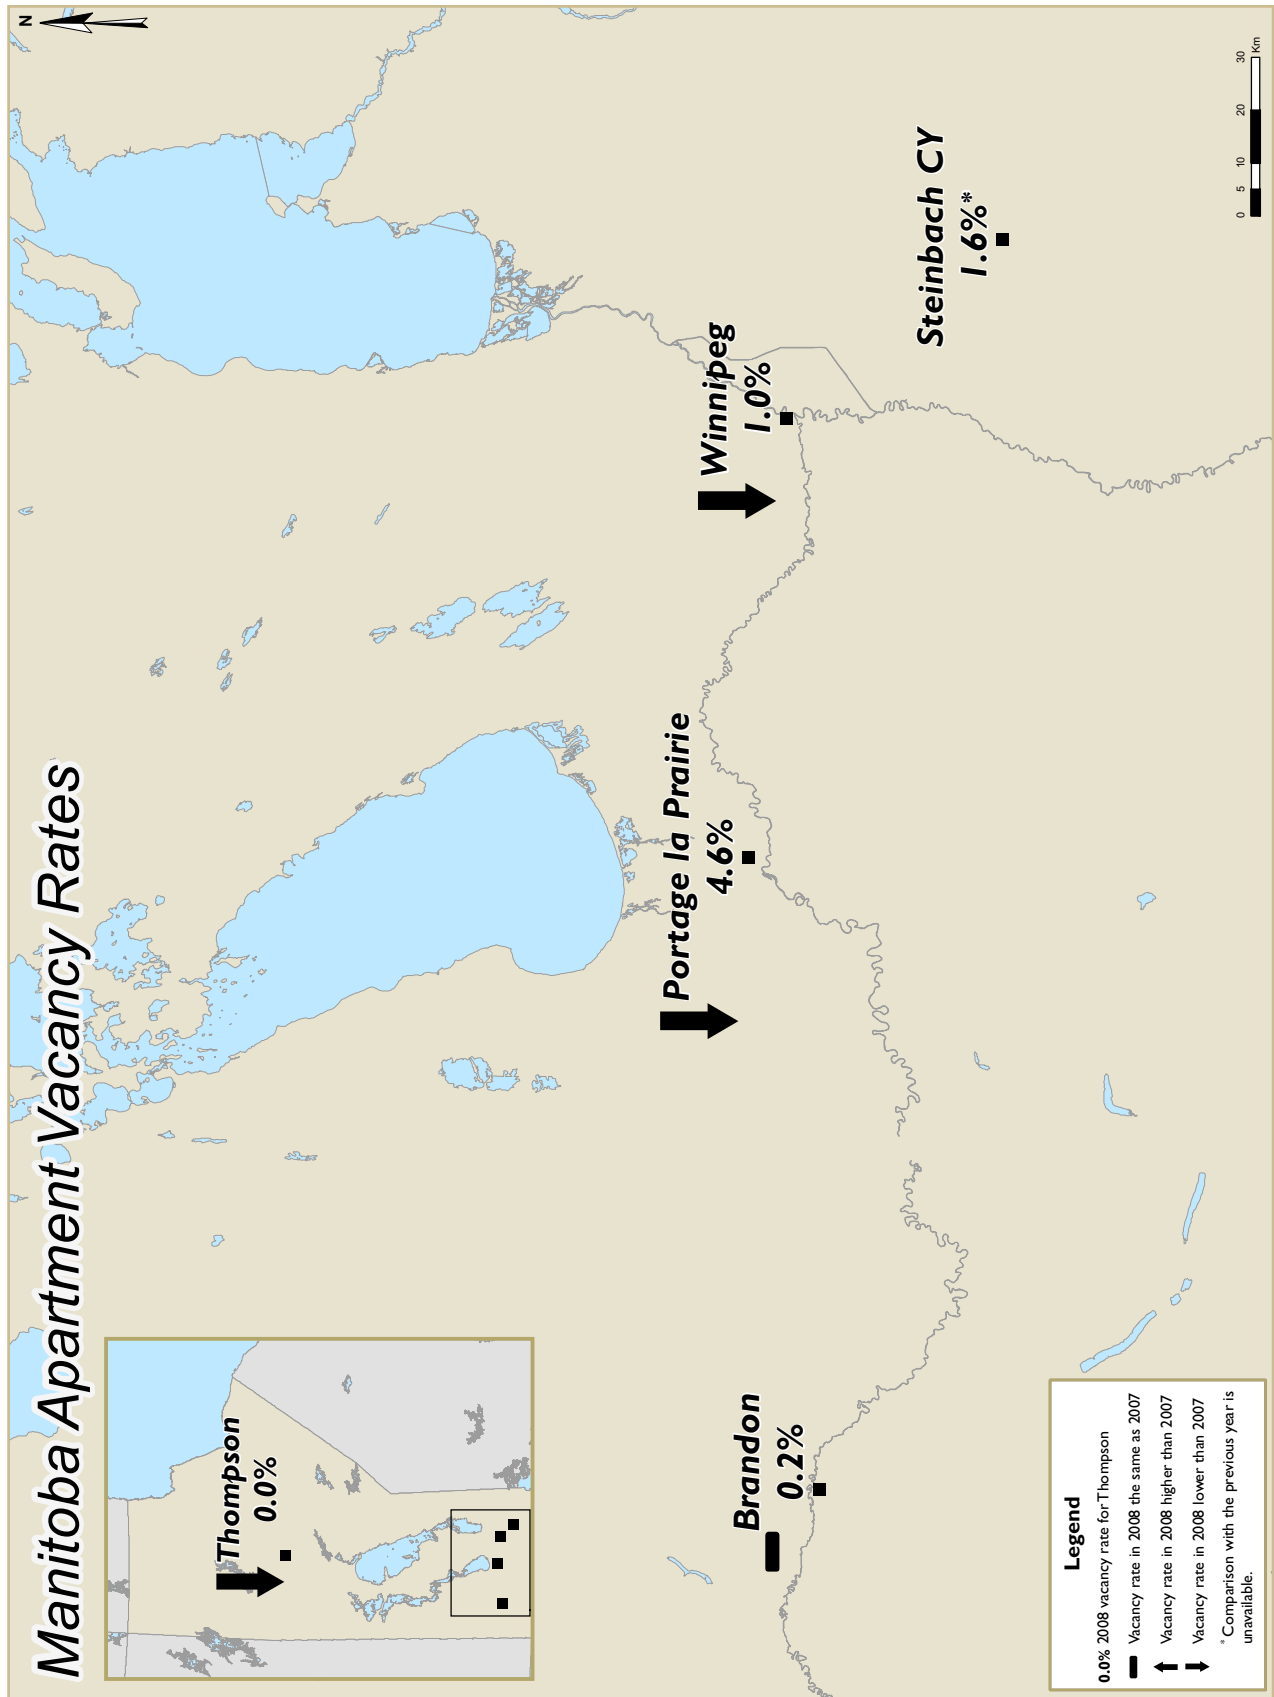 Manitoba Apartment Vacancy Rates
N
Thompson
0.0%
Brandon
0.2%
Portage la Prairie
4.6%
Winnipeg
1.0%
Steinbach CY
1.6%*
Legend
0.0% 2008 vacancy rate for Thompson
Vacancy rate in 2008 the same as 2007
Vacancy rate in 2008 higher than 2007
Vacancy rate in 2008 lower than 2007
* Comparison with the previous year is
unavailable.
0 5 10 20 30
Km